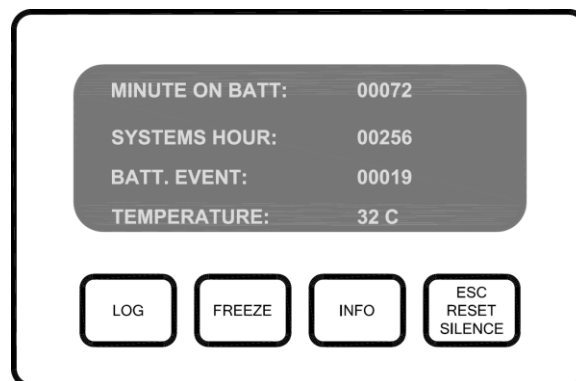 MINUTE ON BATT: 00072
SYSTEMS HOUR: 00256
BATT. EVENT: 00019
TEMPERATURE: 32 C
LOG
FREEZE
INFO
ESC
RESET
SILENCE